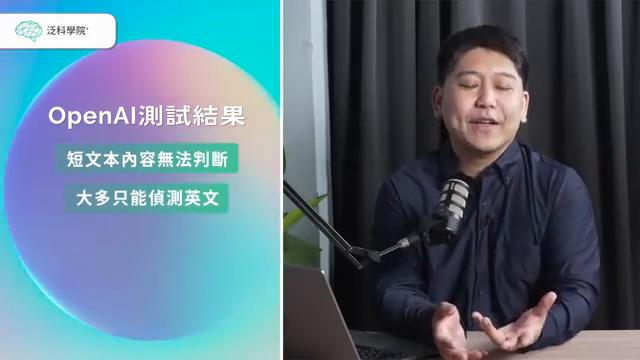 泛科學院
OpenAI測試結果
短文本內容無法判斷
大多只能偵測英文